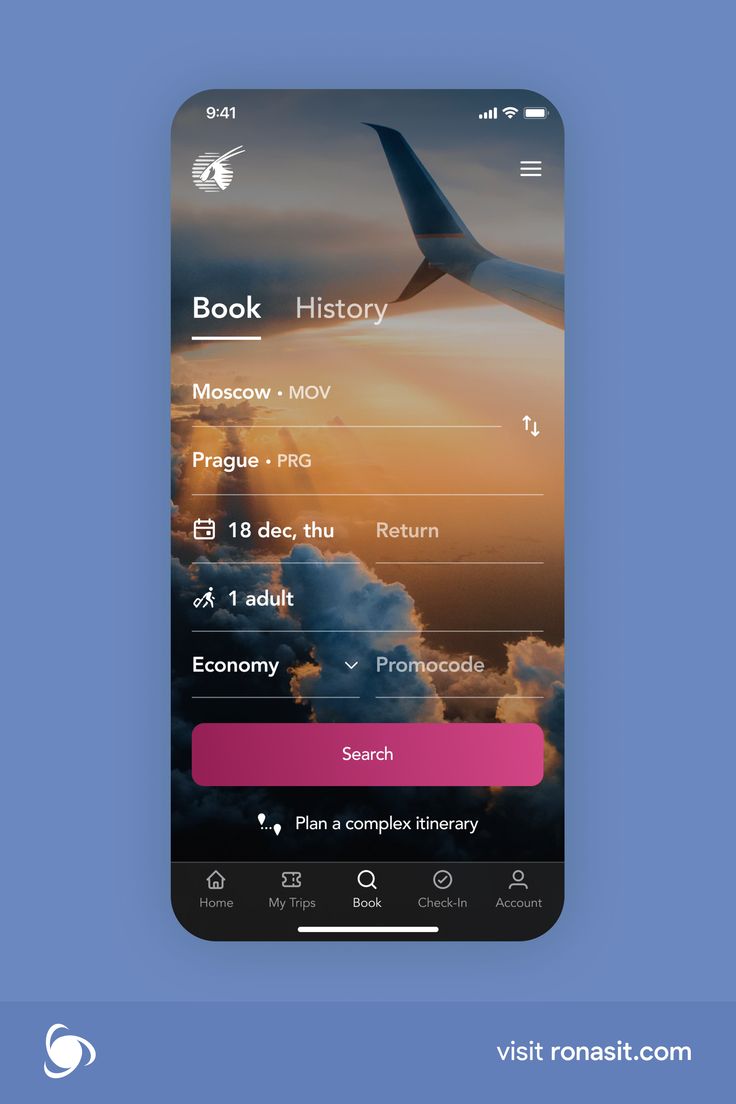 9:41
Book History
Moscow • MOV
Prague • PRG
18 dec, thu Return
1 adult
Economy Promocode
Search
Plan a complex itinerary
Home My Trips Book Check-In Account
visit ronasit.com